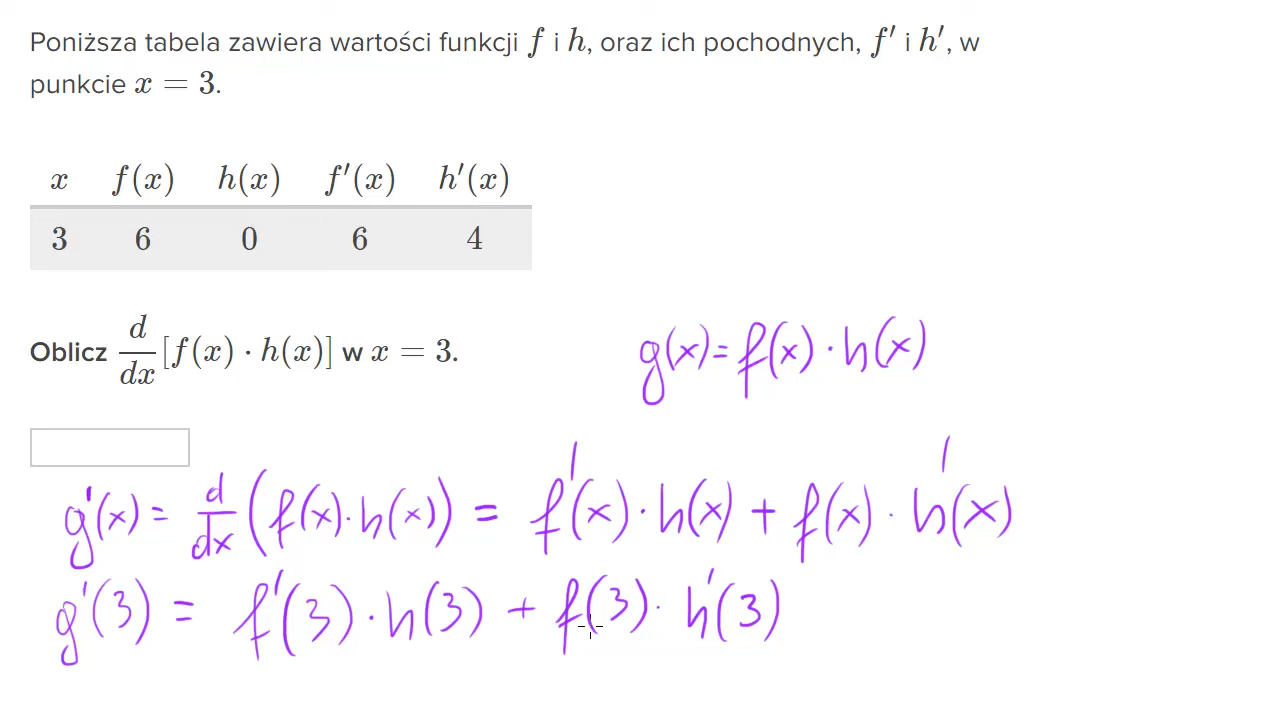 Poniższa tabela zawiera wartości funkcji f i h, oraz ich pochodnych, f′ i h′, w
punkcie x = 3.
x f(x) h(x) f′(x) h′(x)
3 6 0 6 4
g(x) = f(x) · h(x)
Oblicz d/dx [f(x) · h(x)] w x = 3.
g'(x) = d/dx (f(x) · h(x)) = f'(x) · h(x) + f(x) · h'(x)
g'(3) = f'(3) · h(3) + f(3) · h'(3)